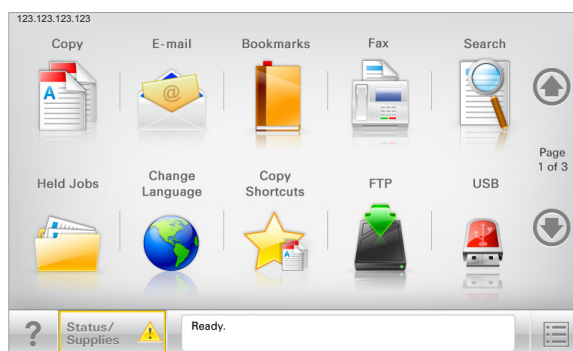 123.123.123.123
Copy
E-mail
Bookmarks
Fax
Search
A
@
Page
1 of 3
Held Jobs
Change
Language
Copy
Shortcuts
FTP
USB
A
?
Status/
Supplies
!
Ready.